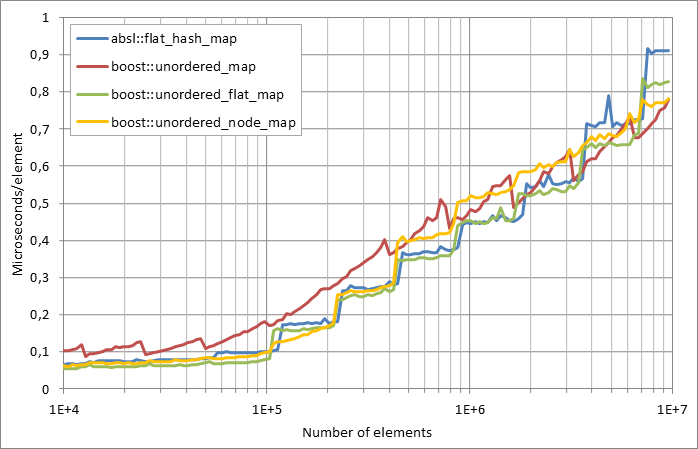 1
0,9
0,8
0,7
0,6
0,5
0,4
0,3
0,2
0,1
0
Microseconds/element
absl::flat_hash_map
boost::unordered_map
boost::unordered_flat_map
boost::unordered_node_map
1E+4 1E+5 1E+6 1E+7
Number of elements